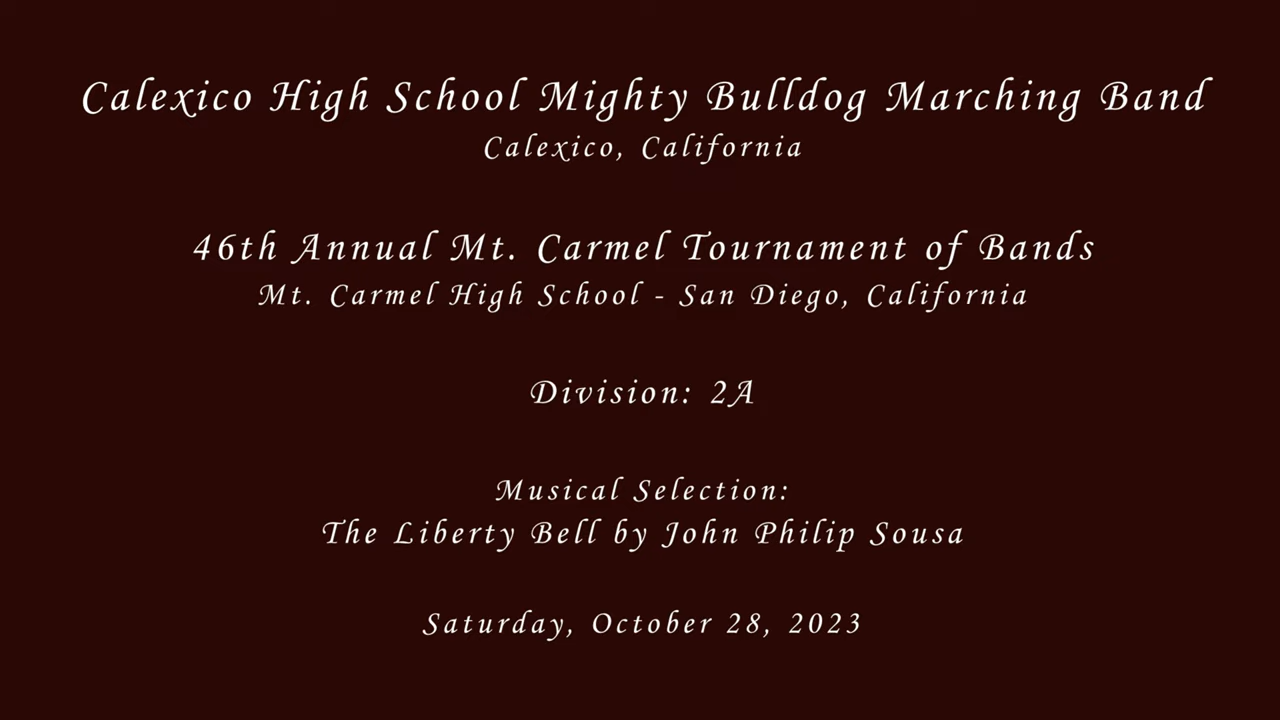 Calexico High School Mighty Bulldog Marching Band
Calexico, California
46th Annual Mt. Carmel Tournament of Bands
Mt. Carmel High School - San Diego, California
Division: 2A
Musical Selection:
The Liberty Bell by John Philip Sousa
Saturday, October 28, 2023